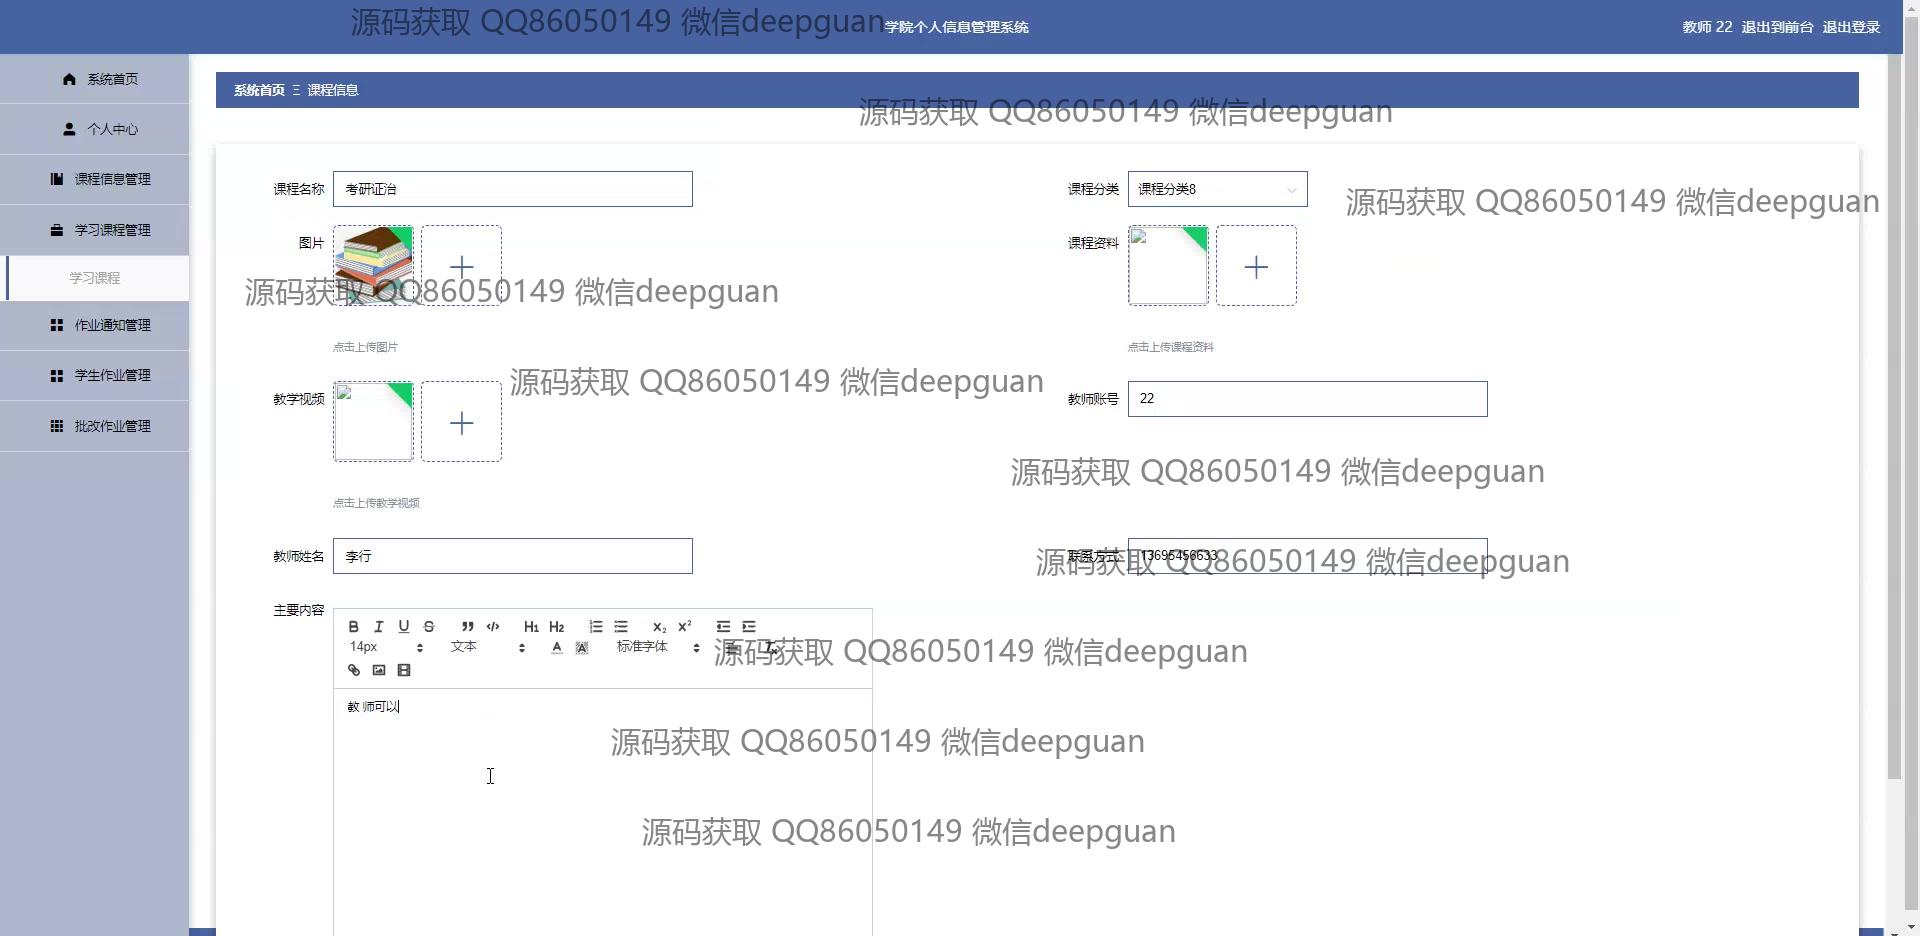 源码获取 QQ86050149 微信deepguan
学院个人信息管理系统
教师 22 退出到前台 退出登录
系统首页
个人中心
课程信息管理
学习课程管理
学习课程
作业通知管理
学生作业管理
批改作业管理
系统首页 Ξ 课程信息
源码获取 QQ86050149 微信deepguan
课程名称 考研证治
课程分类 课程分类8
源码获取 QQ86050149 微信deepguan
图片
课程资料
源码获取 QQ86050149 微信deepguan
点击上传图片
点击上传课程资料
源码获取 QQ86050149 微信deepguan
教学视频
教师账号 22
源码获取 QQ86050149 微信deepguan
点击上传教学视频
教师姓名 李行
联系方式 13695456633
源码获取 QQ86050149 微信deepguan
主要内容
B I U S H1 H2 X2 X2
14px 文本 A A 标准字体
源码获取 QQ86050149 微信deepguan
教 师可以
源码获取 QQ86050149 微信deepguan
源码获取 QQ86050149 微信deepguan